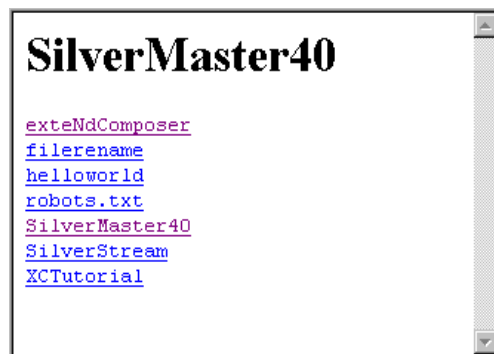 SilverMaster40
exteNdComposer
filerename
helloworld
robots.txt
SilverMaster40
SilverStream
XCTutorial